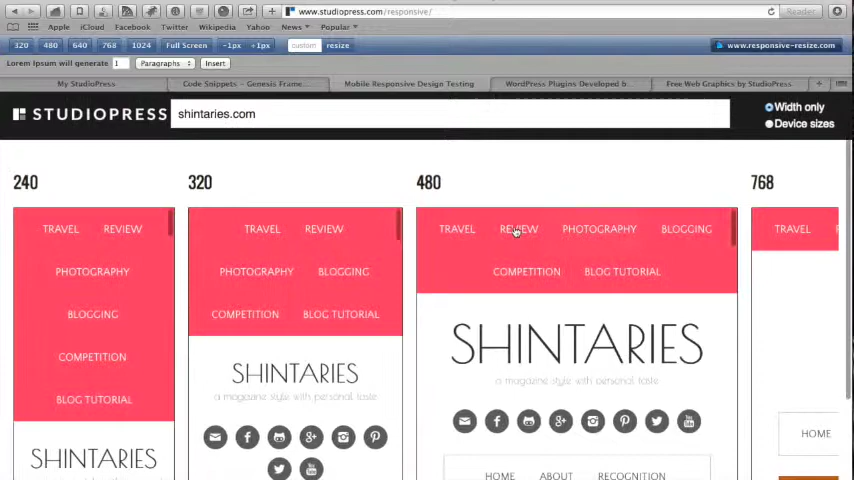 www.studiopress.com/responsive/
Reader
Apple iCloud Facebook Twitter Wikipedia Yahoo News Popular
320 480 640 768 1024 Full Screen -1px +1px custom resize www.responsive-resize.com
Lorem Ipsum will generate 1 Paragraphs Insert
My StudioPress Code Snippets – Genesis Frame... Mobile Responsive Design Testing WordPress Plugins Developed b... Free Web Graphics by StudioPress
STUDIOPRESS shintaries.com
Width only
Device sizes
240
TRAVEL REVIEW
PHOTOGRAPHY
BLOGGING
COMPETITION
BLOG TUTORIAL
SHINTARIES
320
TRAVEL REVIEW
PHOTOGRAPHY BLOGGING
COMPETITION BLOG TUTORIAL
SHINTARIES
a magazine style with personal taste
480
TRAVEL REVIEW PHOTOGRAPHY BLOGGING
COMPETITION BLOG TUTORIAL
SHINTARIES
a magazine style with personal taste
HOME ABOUT RECOGNITION
768
TRAVEL
HOME